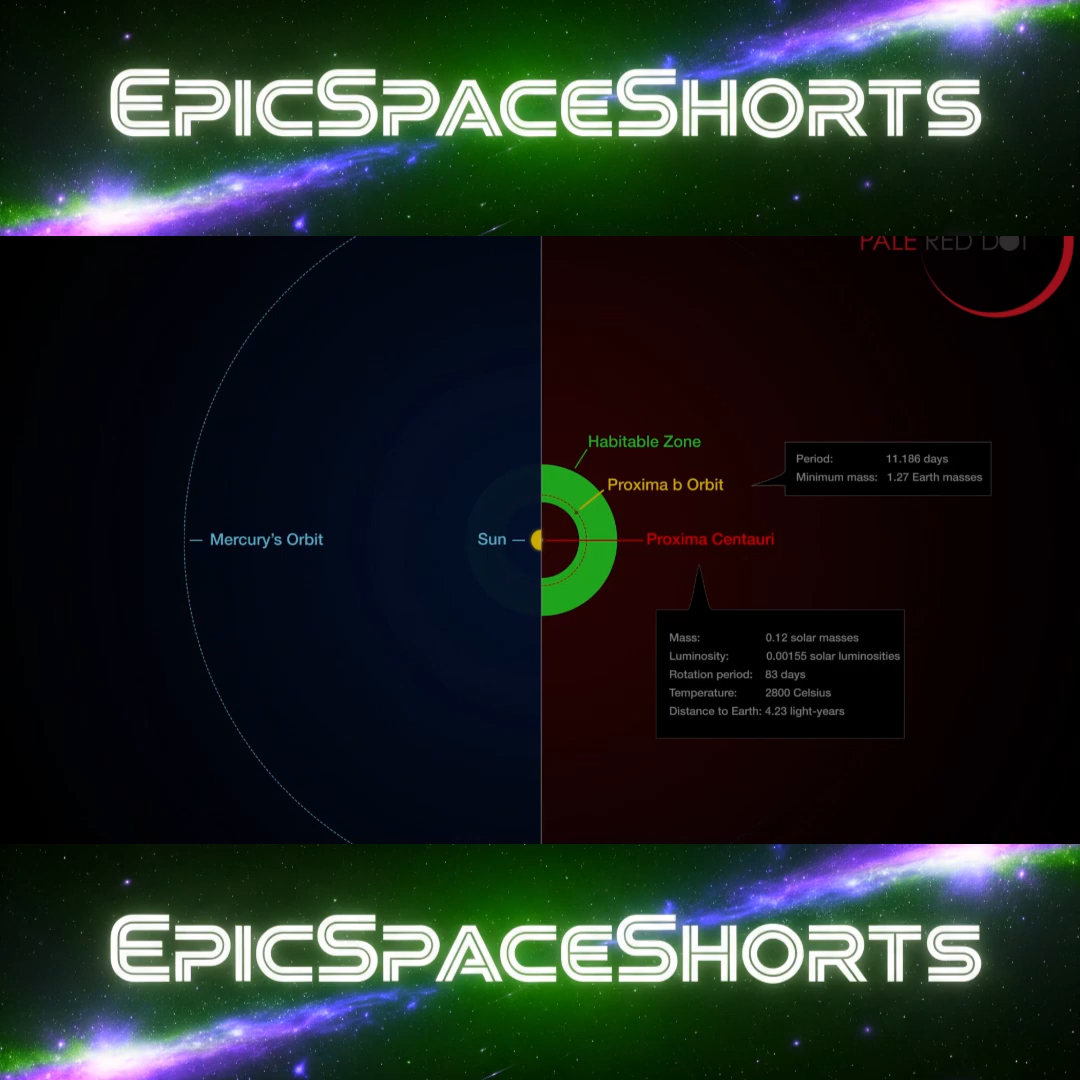 EPICSPACESHORTS
PALE RED DOT
Habitable Zone
Period: 11.186 days
Minimum mass: 1.27 Earth masses
Proxima b Orbit
Mercury's Orbit
Sun
Proxima Centauri
Mass: 0.12 solar masses
Luminosity: 0.00155 solar luminosities
Rotation period: 83 days
Temperature: 2800 Celsius
Distance to Earth: 4.23 light-years
EPICSPACESHORTS